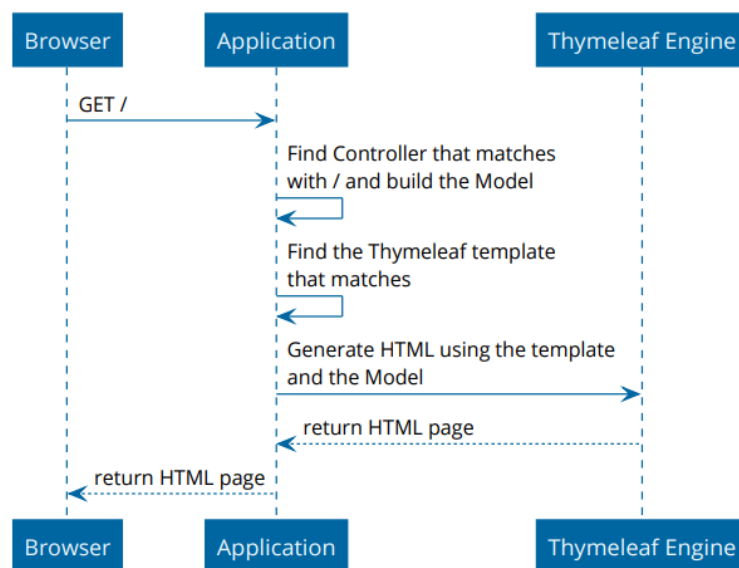 Browser
Application
Thymeleaf Engine
GET /
Find Controller that matches
with / and build the Model
Find the Thymeleaf template
that matches
Generate HTML using the template
and the Model
return HTML page
return HTML page
Browser
Application
Thymeleaf Engine